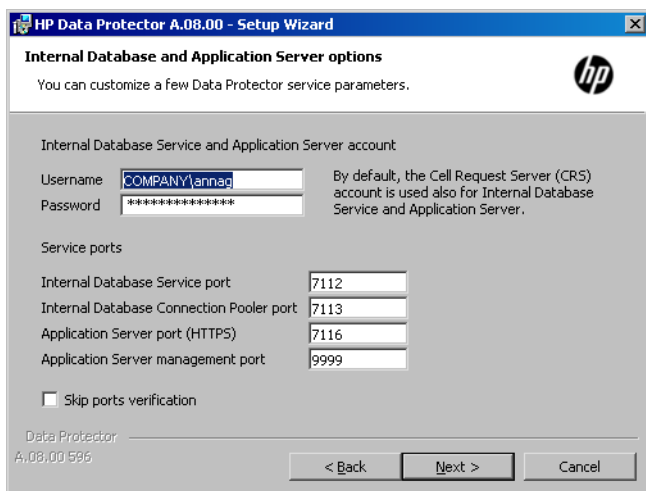 HP Data Protector A.08.00 - Setup Wizard
Internal Database and Application Server options
You can customize a few Data Protector service parameters.
hp
Internal Database Service and Application Server account
Username COMPANY\annag
Password **************
By default, the Cell Request Server (CRS)
account is used also for Internal Database
Service and Application Server.
Service ports
Internal Database Service port 7112
Internal Database Connection Pooler port 7113
Application Server port (HTTPS) 7116
Application Server management port 9999
Skip ports verification
Data Protector
A.08.00 596
< Back Next > Cancel